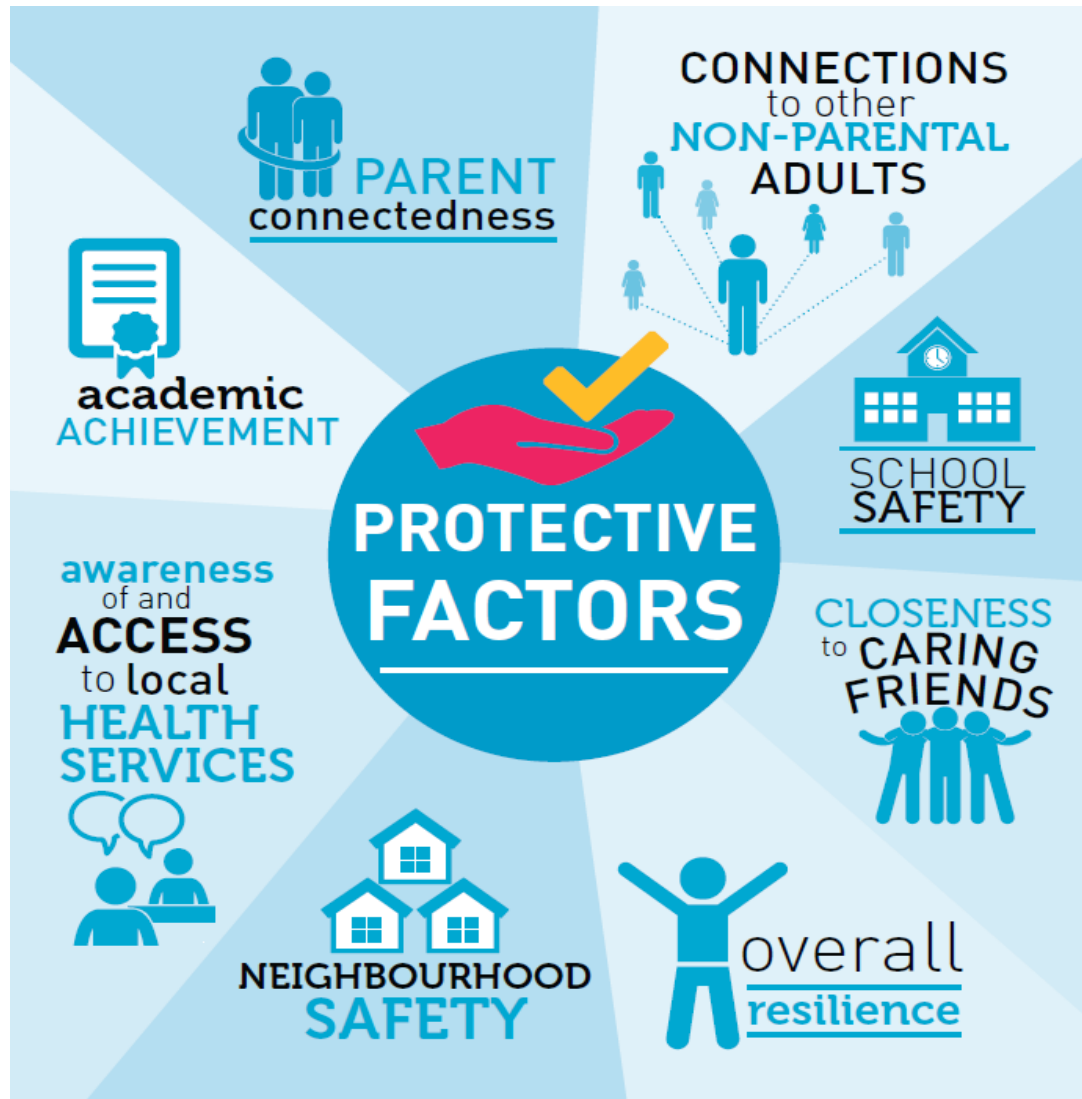 PROTECTIVE
FACTORS
PARENT
connectedness
CONNECTIONS
to other
NON-PARENTAL
ADULTS
SCHOOL
SAFETY
CLOSENESS
to CARING
FRIENDS
overall
resilience
NEIGHBOURHOOD
SAFETY
awareness
of and
ACCESS
to local
HEALTH
SERVICES
academic
ACHIEVEMENT